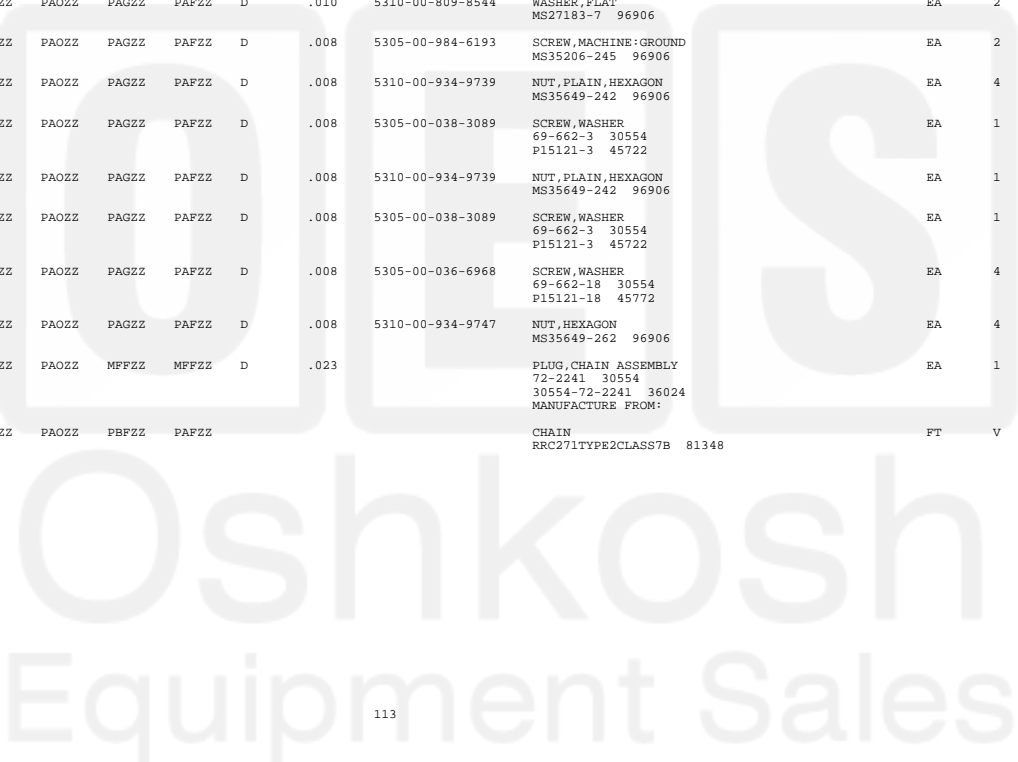 ZZ PAOZZ PAGZZ PAFZZ D .010 5310-00-809-8544 WASHER,FLAT EA 2
MS27183-7 96906
ZZ PAOZZ PAGZZ PAFZZ D .008 5305-00-984-6193 SCREW,MACHINE:GROUND EA 2
MS35206-245 96906
ZZ PAOZZ PAGZZ PAFZZ D .008 5310-00-934-9739 NUT,PLAIN,HEXAGON EA 4
MS35649-242 96906
ZZ PAOZZ PAGZZ PAFZZ D .008 5305-00-038-3089 SCREW,WASHER EA 1
69-662-3 30554
P15121-3 45722
ZZ PAOZZ PAGZZ PAFZZ D .008 5310-00-934-9739 NUT,PLAIN,HEXAGON EA 1
MS35649-242 96906
ZZ PAOZZ PAGZZ PAFZZ D .008 5305-00-038-3089 SCREW,WASHER EA 1
69-662-3 30554
P15121-3 45722
ZZ PAOZZ PAGZZ PAFZZ D .008 5305-00-036-6968 SCREW,WASHER EA 4
69-662-18 30554
P15121-18 45772
ZZ PAOZZ PAGZZ PAFZZ D .008 5310-00-934-9747 NUT,HEXAGON EA 4
MS35649-262 96906
ZZ PAOZZ MFFZZ MFFZZ D .023 PLUG,CHAIN ASSEMBLY EA 1
72-2241 30554
30554-72-2241 36024
MANUFACTURE FROM:
ZZ PAOZZ PBFZZ PAFZZ CHAIN FT V
RRC271TYPE2CLASS7B 81348
OES
Oshkosh
Equipment Sales
113